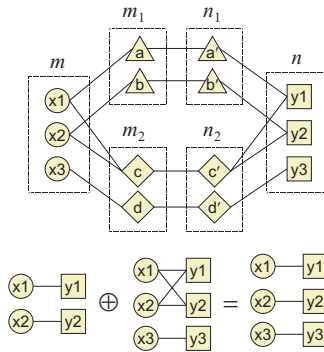 m₁ n₁
m n
a a′
x1 b b′ y1
x2 m₂ n₂ y2
x3 c c′ y3
d d′
x1 y1 x1 y1
x1 y1 ⊕ x2 y2 = x2 y2
x2 y2 x3 y3 x3 y3